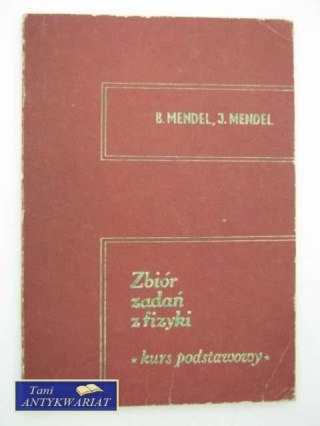 B. MENDEL, J. MENDEL
Zbiór
zadań
z fizyki
* kurs podstawowy *
Tani
ANTYKWARIAT